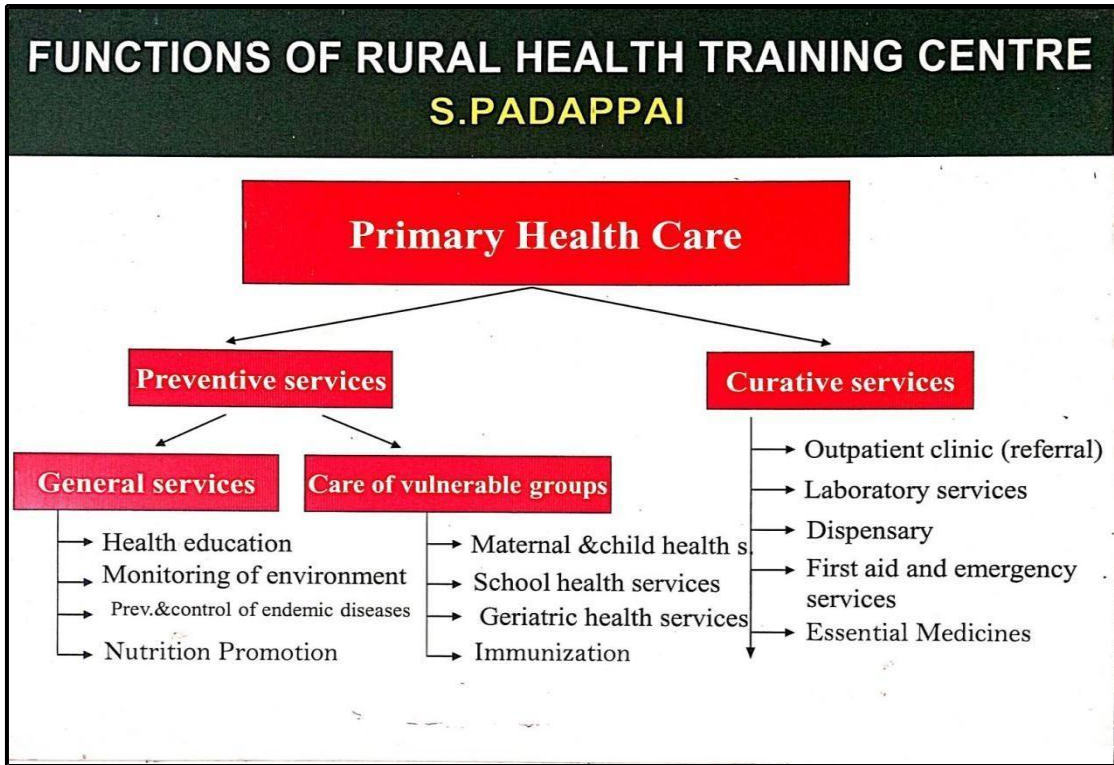 FUNCTIONS OF RURAL HEALTH TRAINING CENTRE
S.PADAPPAI
Primary Health Care
Preventive services
Curative services
General services
Care of vulnerable groups
Health education
Monitoring of environment
Prev.&control of endemic diseases
Nutrition Promotion
Maternal &child health s.
School health services
Geriatric health services
Immunization
Outpatient clinic (referral)
Laboratory services
Dispensary
First aid and emergency
services
Essential Medicines